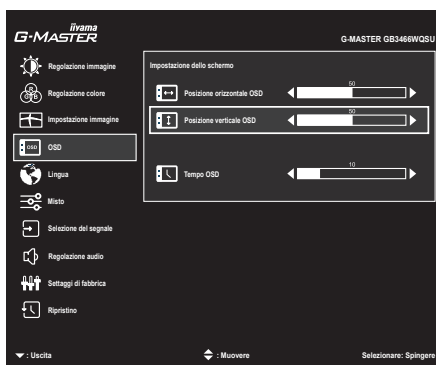 iiyama
G-MASTER
G-MASTER GB3466WQSU
Regolazione immagine
Regolazione colore
Impostazione immagine
OSD
OSD
Lingua
Misto
Selezione del segnale
Regolazione audio
Settaggi di fabbrica
Ripristino
Impostazione dello schermo
Posizione orizzontale OSD
50
Posizione verticale OSD
50
Tempo OSD
10
: Uscita
: Muovere
Selezionare: Spingere